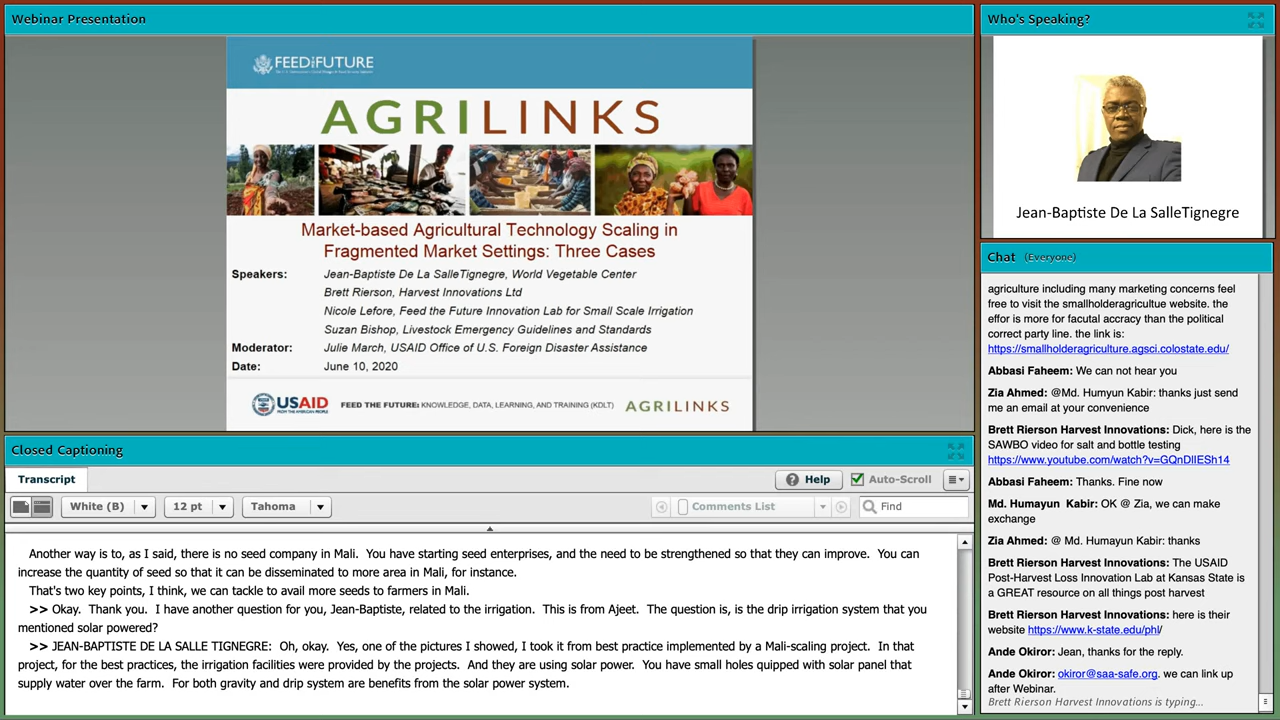 Webinar Presentation
FEED THE FUTURE
AGRILINKS
Market-based Agricultural Technology Scaling in
Fragmented Market Settings: Three Cases
Speakers: Jean-Baptiste De La SalleTignegre, World Vegetable Center
Brett Rierson, Harvest Innovations Ltd
Nicole Lefore, Feed the Future Innovation Lab for Small Scale Irrigation
Suzan Bishop, Livestock Emergency Guidelines and Standards
Moderator: Julie March, USAID Office of U.S. Foreign Disaster Assistance
Date: June 10, 2020
USAID
FROM THE AMERICAN PEOPLE
FEED THE FUTURE: KNOWLEDGE, DATA, LEARNING, AND TRAINING (KDLT)
AGRILINKS
Closed Captioning
Transcript
Help
Auto-Scroll
White (B)
12 pt
Tahoma
Comments List
Find
Another way is to, as I said, there is no seed company in Mali. You have starting seed enterprises, and the need to be strengthened so that they can improve. You can
increase the quantity of seed so that it can be disseminated to more area in Mali, for instance.
That's two key points, I think, we can tackle to avail more seeds to farmers in Mali.
>> Okay. Thank you. I have another question for you, Jean-Baptiste, related to the irrigation. This is from Ajeet. The question is, is the drip irrigation system that you
mentioned solar powered?
>> JEAN-BAPTISTE DE LA SALLE TIGNEGRE: Oh, okay. Yes, one of the pictures I showed, I took it from best practice implemented by a Mali-scaling project. In that
project, for the best practices, the irrigation facilities were provided by the projects. And they are using solar power. You have small holes quipped with solar panel that
supply water over the farm. For both gravity and drip system are benefits from the solar power system.
Who's Speaking?
Jean-Baptiste De La SalleTignegre
Chat (Everyone)
agriculture including many marketing concerns feel
free to visit the smallholderagricultue website. the
effor is more for facutal accracy than the political
correct party line. the link is:
https://smallholderagriculture.agsci.colostate.edu/
Abbasi Faheem: We can not hear you
Zia Ahmed: @Md. Humyun Kabir: thanks just send
me an email at your convenience
Brett Rierson Harvest Innovations: Dick, here is the
SAWBO video for salt and bottle testing
https://www.youtube.com/watch?v=GQnDlIESh14
Abbasi Faheem: Thanks. Fine now
Md. Humayun Kabir: OK @ Zia, we can make
exchange
Zia Ahmed: @ Md. Humayun Kabir: thanks
Brett Rierson Harvest Innovations: The USAID
Post-Harvest Loss Innovation Lab at Kansas State is
a GREAT resource on all things post harvest
Brett Rierson Harvest Innovations: here is their
website https://www.k-state.edu/phl/
Ande Okiror: Jean, thanks for the reply.
Ande Okiror: okiror@saa-safe.org. we can link up
after Webinar.
Brett Rierson Harvest Innovations is typing...